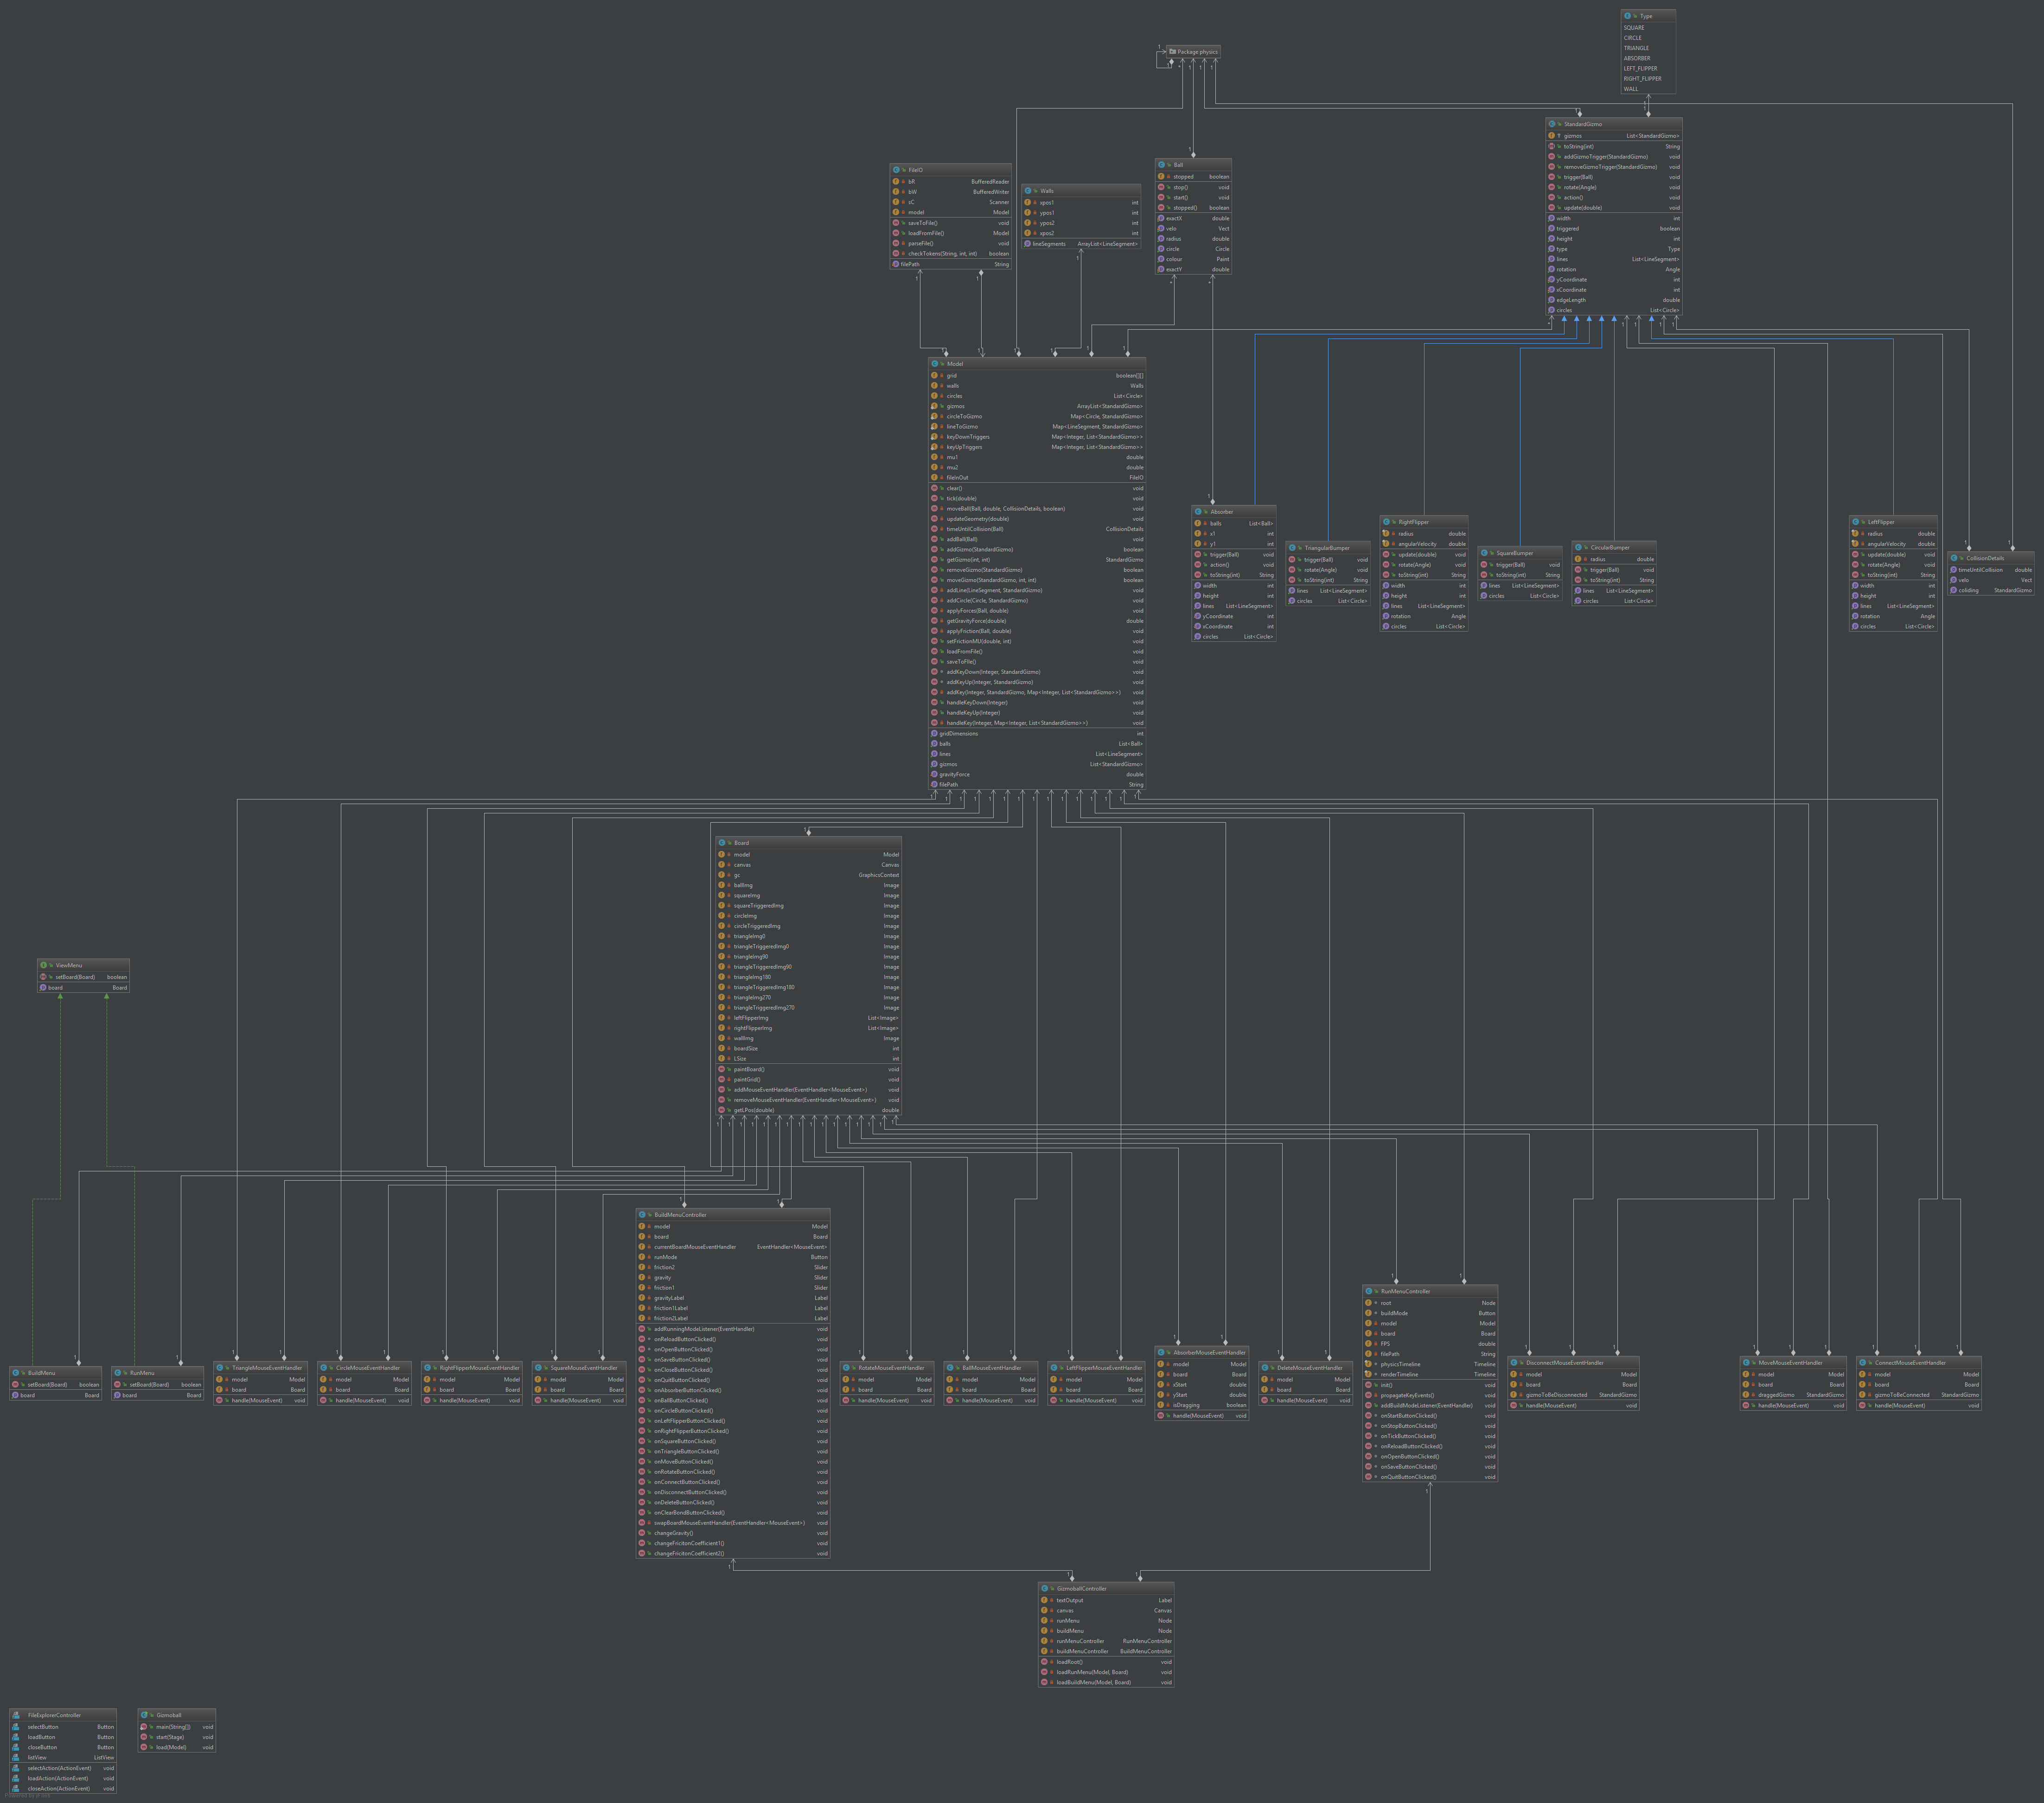 Type
SQUARE
CIRCLE
TRIANGLE
ABSORBER
LEFT_FLIPPER
RIGHT_FLIPPER
WALL
Package physics
StandardGizmo
gizmos List<StandardGizmo>
toString(int) String
addGizmoTrigger(StandardGizmo) void
removeGizmoTrigger(StandardGizmo) void
trigger(Ball) void
rotate(Angle) void
action() void
update(double) void
width int
triggered boolean
height int
type Type
lines List<LineSegment>
rotation Angle
yCoordinate int
xCoordinate int
edgeLength double
circles List<Circle>
FileIO
bR BufferedReader
bW BufferedWriter
sC Scanner
model Model
saveToFile() void
loadFromFile() Model
parseFile() void
checkTokens(String, int, int) boolean
filePath String
Walls
xpos1 int
ypos1 int
ypos2 int
xpos2 int
lineSegments ArrayList<LineSegment>
Ball
stopped boolean
stop() void
start() void
stopped() boolean
exactX double
velo Vect
radius double
circle Circle
colour Paint
exactY double
Model
grid boolean[][]
walls Walls
circles List<Circle>
gizmos ArrayList<StandardGizmo>
circleToGizmo Map<Circle, StandardGizmo>
lineToGizmo Map<LineSegment, StandardGizmo>
keyDownTriggers Map<Integer, List<StandardGizmo>>
keyUpTriggers Map<Integer, List<StandardGizmo>>
mu1 double
mu2 double
fileInOut FileIO
clear() void
tick(double) void
moveBall(Ball, double, CollisionDetails, boolean) void
updateGeometry(double) void
timeUntilCollision(Ball) CollisionDetails
addBall(Ball) void
addGizmo(StandardGizmo) boolean
getGizmo(int, int) StandardGizmo
removeGizmo(StandardGizmo) boolean
moveGizmo(StandardGizmo, int, int) boolean
addLine(LineSegment, StandardGizmo) void
addCircle(Circle, StandardGizmo) void
applyForces(Ball, double) void
getGravityForce(double) double
applyFriction(Ball, double) void
setFrictionMU(double, int) void
loadFromFile() void
saveToFile() void
addKeyDown(Integer, StandardGizmo) void
addKeyUp(Integer, StandardGizmo) void
addKey(Integer, StandardGizmo, Map<Integer, List<StandardGizmo>>) void
handleKeyDown(Integer) void
handleKeyUp(Integer) void
handleKey(Integer, Map<Integer, List<StandardGizmo>>) void
gridDimensions int
balls List<Ball>
lines List<LineSegment>
gizmos List<StandardGizmo>
gravityForce double
filePath String
Absorber
balls List<Ball>
x1 int
y1 int
trigger(Ball) void
action() void
toString(int) String
width int
height int
lines List<LineSegment>
yCoordinate int
xCoordinate int
circles List<Circle>
TriangularBumper
trigger(Ball) void
rotate(Angle) void
toString(int) String
lines List<LineSegment>
circles List<Circle>
RightFlipper
radius double
angularVelocity double
update(double) void
rotate(Angle) void
toString(int) String
width int
height int
lines List<LineSegment>
rotation Angle
circles List<Circle>
SquareBumper
trigger(Ball) void
toString(int) String
lines List<LineSegment>
circles List<Circle>
CircularBumper
radius double
trigger(Ball) void
toString(int) String
lines List<LineSegment>
circles List<Circle>
LeftFlipper
radius double
angularVelocity double
update(double) void
rotate(Angle) void
toString(int) String
width int
height int
lines List<LineSegment>
rotation Angle
circles List<Circle>
CollisionDetails
timeUntilCollision double
velo Vect
coliding StandardGizmo
Board
model Model
canvas Canvas
gc GraphicsContext
ballImg Image
squareImg Image
squareTriggeredImg Image
circleImg Image
circleTriggeredImg Image
triangleImg0 Image
triangleTriggeredImg0 Image
triangleImg90 Image
triangleTriggeredImg90 Image
triangleImg180 Image
triangleTriggeredImg180 Image
triangleImg270 Image
triangleTriggeredImg270 Image
leftFlipperImg List<Image>
rightFlipperImg List<Image>
wallImg Image
boardSize int
LSize int
paintBoard() void
paintGrid() void
addMouseEventHandler(EventHandler<MouseEvent>) void
removeMouseEventHandler(EventHandler<MouseEvent>) void
getLPos(double) double
ViewMenu
setBoard(Board) boolean
board Board
BuildMenuController
model Model
board Board
currentBoardMouseEventHandler EventHandler<MouseEvent>
runMode Button
friction2 Slider
gravity Slider
friction1 Slider
gravityLabel Label
friction1Label Label
friction2Label Label
addRunningModeListener(EventHandler) void
onReloadButtonClicked() void
onOpenButtonClicked() void
onSaveButtonClicked() void
onCloseButtonClicked() void
onQuitButtonClicked() void
onAbsorberButtonClicked() void
onBallButtonClicked() void
onCircleButtonClicked() void
onLeftFlipperButtonClicked() void
onRightFlipperButtonClicked() void
onSquareButtonClicked() void
onTriangleButtonClicked() void
onMoveButtonClicked() void
onRotateButtonClicked() void
onConnectButtonClicked() void
onDisconnectButtonClicked() void
onDeleteButtonClicked() void
onClearBondButtonClicked() void
swapBoardMouseEventHandler(EventHandler<MouseEvent>) void
changeGravity() void
changeFricitonCoefficient1() void
changeFricitonCoefficient2() void
RunMenuController
root Node
buildMode Button
model Model
board Board
FPS double
filePath String
physicsTimeline Timeline
renderTimeline Timeline
init() void
propagateKeyEvents() void
addBuildModeListener(EventHandler) void
onStartButtonClicked() void
onStopButtonClicked() void
onTickButtonClicked() void
onReloadButtonClicked() void
onOpenButtonClicked() void
onSaveButtonClicked() void
onQuitButtonClicked() void
BuildMenu
setBoard(Board) boolean
board Board
RunMenu
setBoard(Board) boolean
board Board
TriangleMouseEventHandler
model Model
board Board
handle(MouseEvent) void
CircleMouseEventHandler
model Model
board Board
handle(MouseEvent) void
RightFlipperMouseEventHandler
model Model
board Board
handle(MouseEvent) void
SquareMouseEventHandler
model Model
board Board
handle(MouseEvent) void
RotateMouseEventHandler
model Model
board Board
handle(MouseEvent) void
BallMouseEventHandler
model Model
board Board
handle(MouseEvent) void
LeftFlipperMouseEventHandler
model Model
board Board
handle(MouseEvent) void
AbsorberMouseEventHandler
model Model
board Board
xStart double
yStart double
isDragging boolean
handle(MouseEvent) void
DeleteMouseEventHandler
model Model
board Board
handle(MouseEvent) void
DisconnectMouseEventHandler
model Model
board Board
gizmoToBeDisconnected StandardGizmo
handle(MouseEvent) void
MoveMouseEventHandler
model Model
board Board
draggedGizmo StandardGizmo
handle(MouseEvent) void
ConnectMouseEventHandler
model Model
board Board
gizmoToBeConnected StandardGizmo
handle(MouseEvent) void
GizmoballController
textOutput Label
canvas Canvas
runMenu Node
buildMenu Node
runMenuController RunMenuController
buildMenuController BuildMenuController
loadRoot() void
loadRunMenu(Model, Board) void
loadBuildMenu(Model, Board) void
FileExplorerController
selectButton Button
loadButton Button
closeButton Button
listView ListView
selectAction(ActionEvent) void
loadAction(ActionEvent) void
closeAction(ActionEvent) void
Gizmoball
main(String[]) void
start(Stage) void
load(Model) void
Powered by yFiles